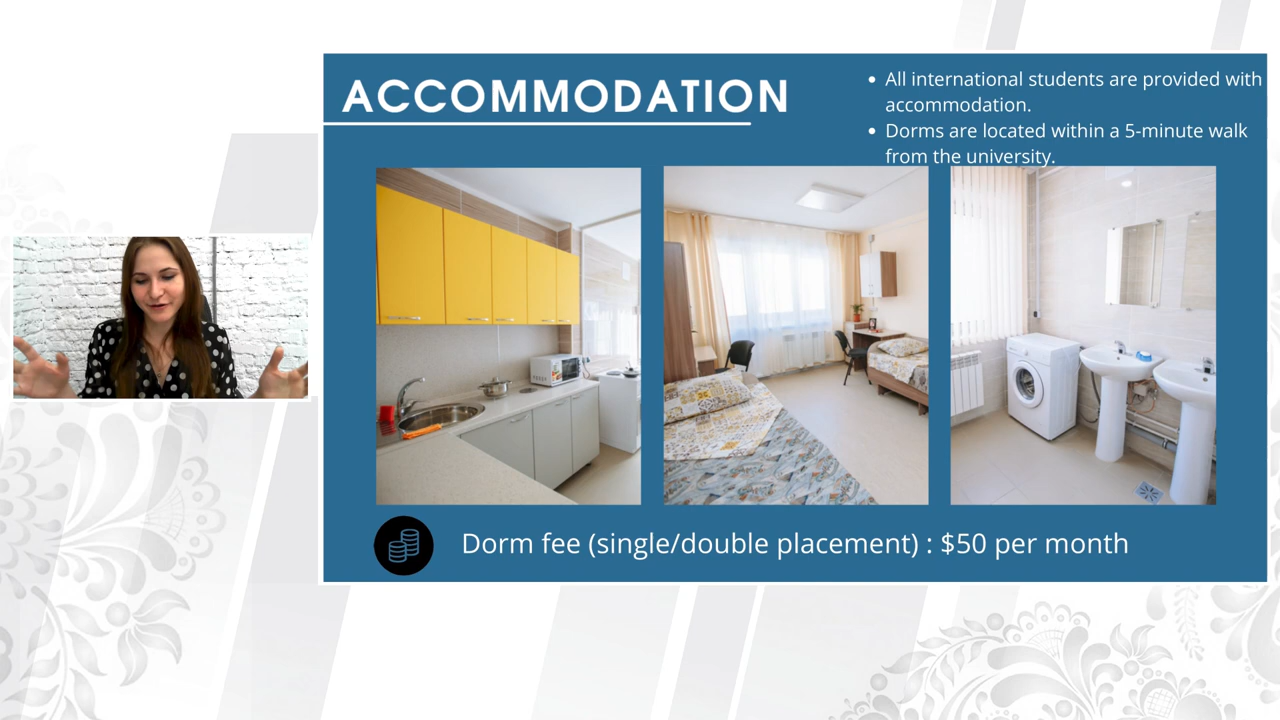 ACCOMMODATION
• All international students are provided with
accommodation.
• Dorms are located within a 5-minute walk
from the university.
Dorm fee (single/double placement) : $50 per month